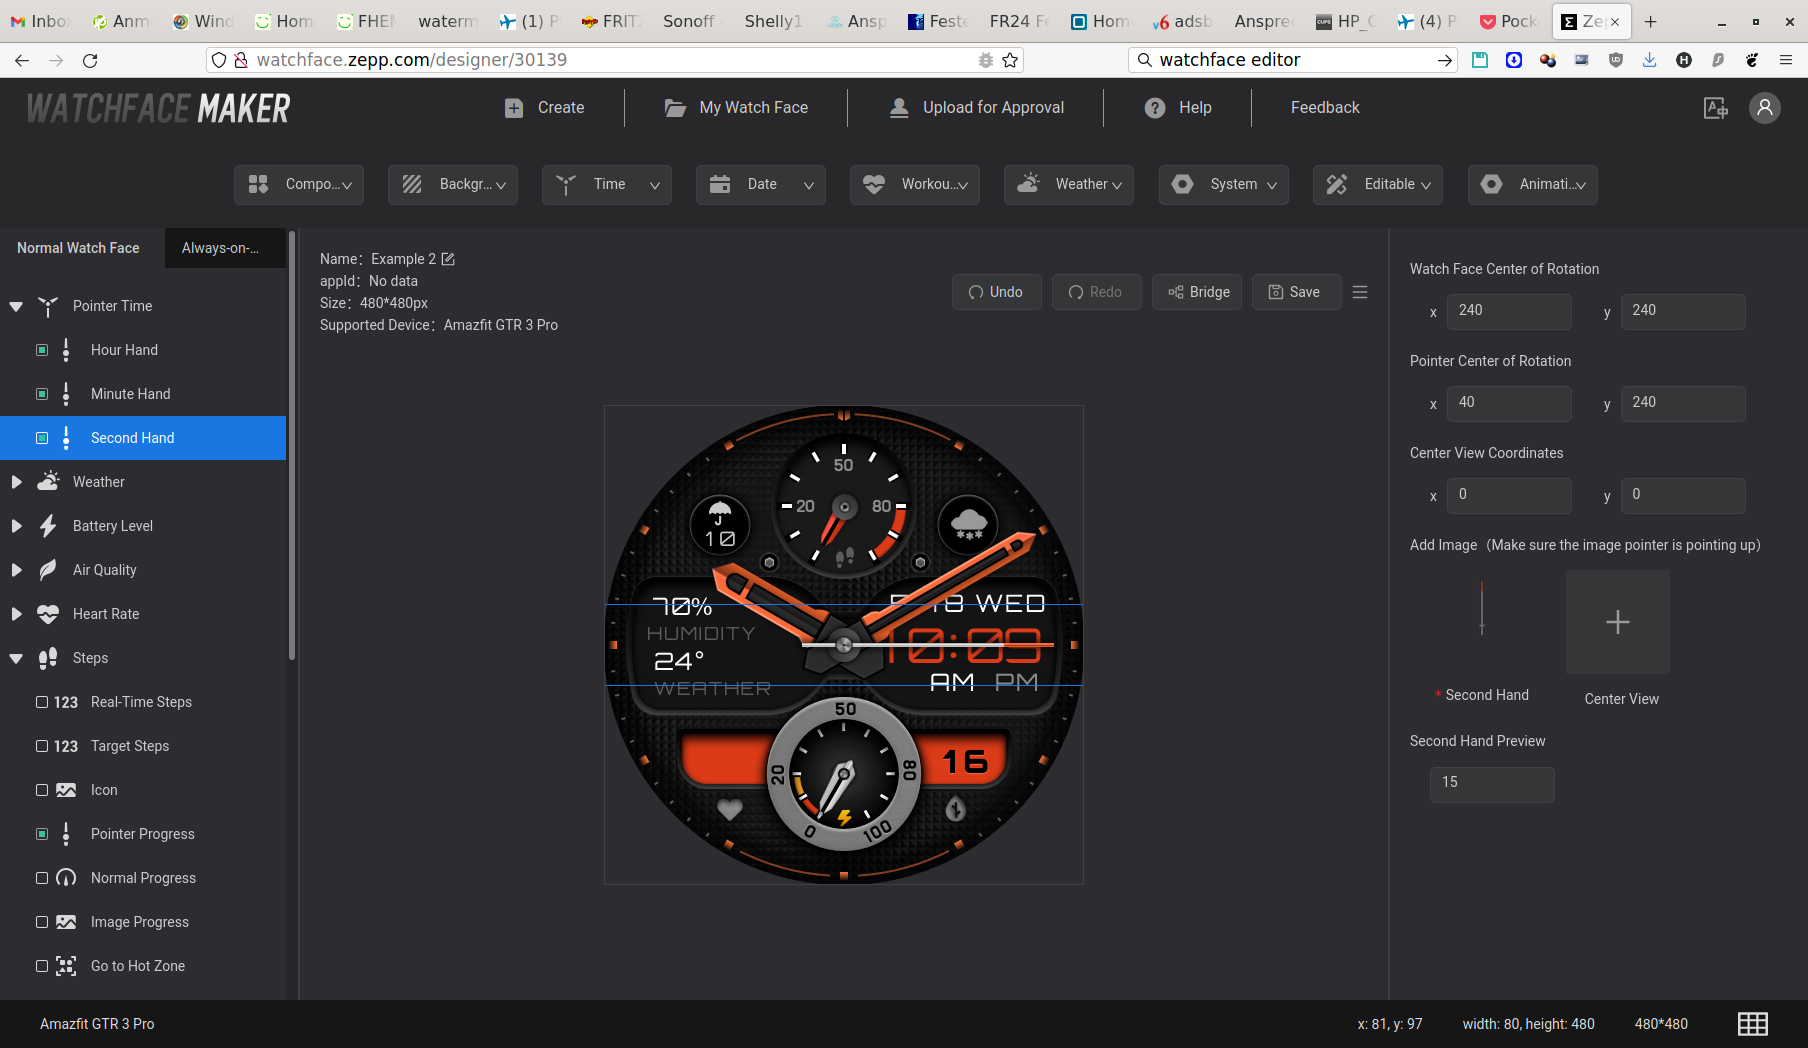 Inbo
Anm
Wind
Hom
FHEM
waterm
(1) P
FRITZ
Sonoff
Shelly1
Ansp
Feste
FR24 Fe
Hom
adsb
Anspre
HP_C
(4) P
Pock
Zep
watchface.zepp.com/designer/30139
watchface editor
WATCHFACE MAKER
Create
My Watch Face
Upload for Approval
Help
Feedback
Compo...
Backgr...
Time
Date
Workou...
Weather
System
Editable
Animati...
Normal Watch Face
Always-on-...
Pointer Time
Hour Hand
Minute Hand
Second Hand
Weather
Battery Level
Air Quality
Heart Rate
Steps
123 Real-Time Steps
123 Target Steps
Icon
Pointer Progress
Normal Progress
Image Progress
Go to Hot Zone
Name: Example 2
appId: No data
Size: 480*480px
Supported Device: Amazfit GTR 3 Pro
Undo
Redo
Bridge
Save
50
20
80
10
70%
HUMIDITY
24°
WEATHER
18 WED
10:09
AM PM
50
20
80
0
100
16
Watch Face Center of Rotation
x 240 y 240
Pointer Center of Rotation
x 40 y 240
Center View Coordinates
x 0 y 0
Add Image (Make sure the image pointer is pointing up)
* Second Hand
Center View
Second Hand Preview
15
Amazfit GTR 3 Pro
x: 81, y: 97
width: 80, height: 480
480*480